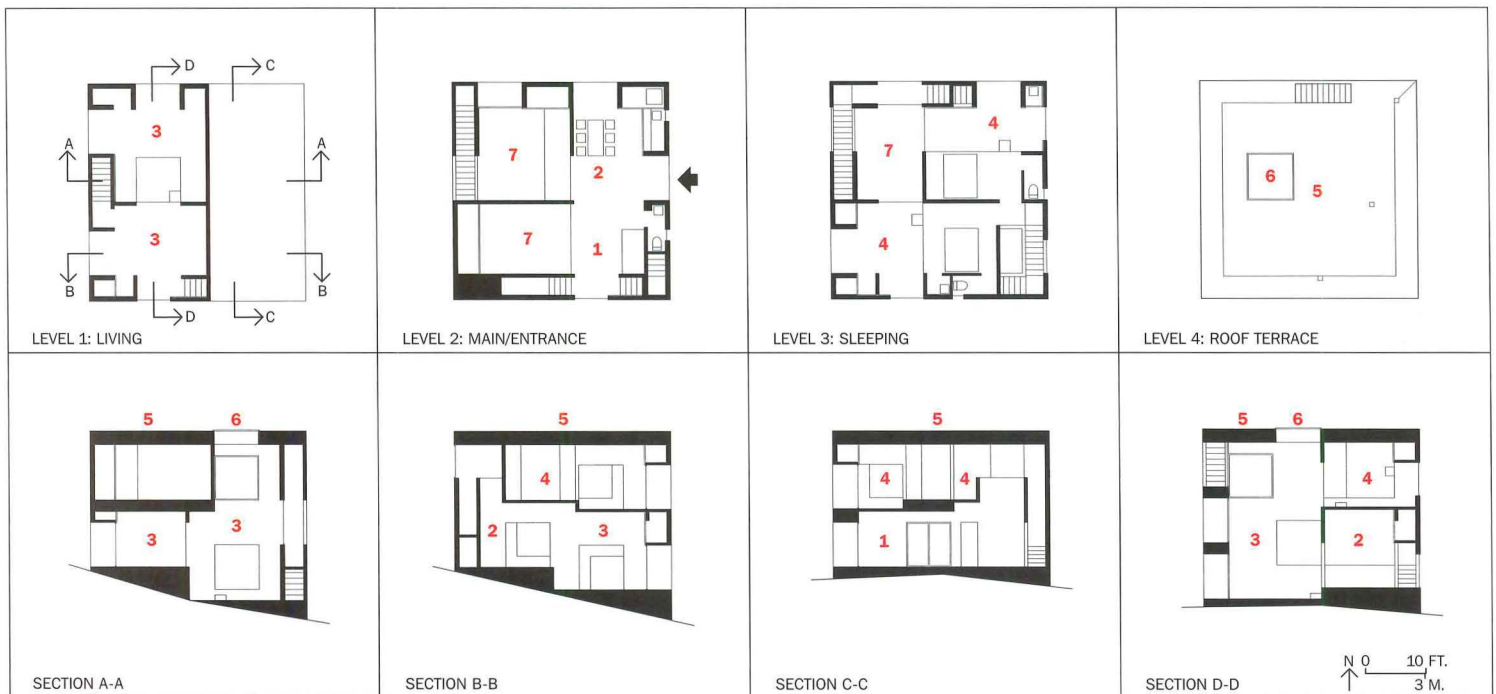 D
C
3
A
A
3
B
B
D
C
LEVEL 1: LIVING
7
2
7
1
LEVEL 2: MAIN/ENTRANCE
4
7
4
LEVEL 3: SLEEPING
6
5
LEVEL 4: ROOF TERRACE
5
6
3
3
SECTION A-A
5
4
2
3
SECTION B-B
5
4
4
1
SECTION C-C
5
6
4
3
2
SECTION D-D
N 0 10 FT.
3 M.